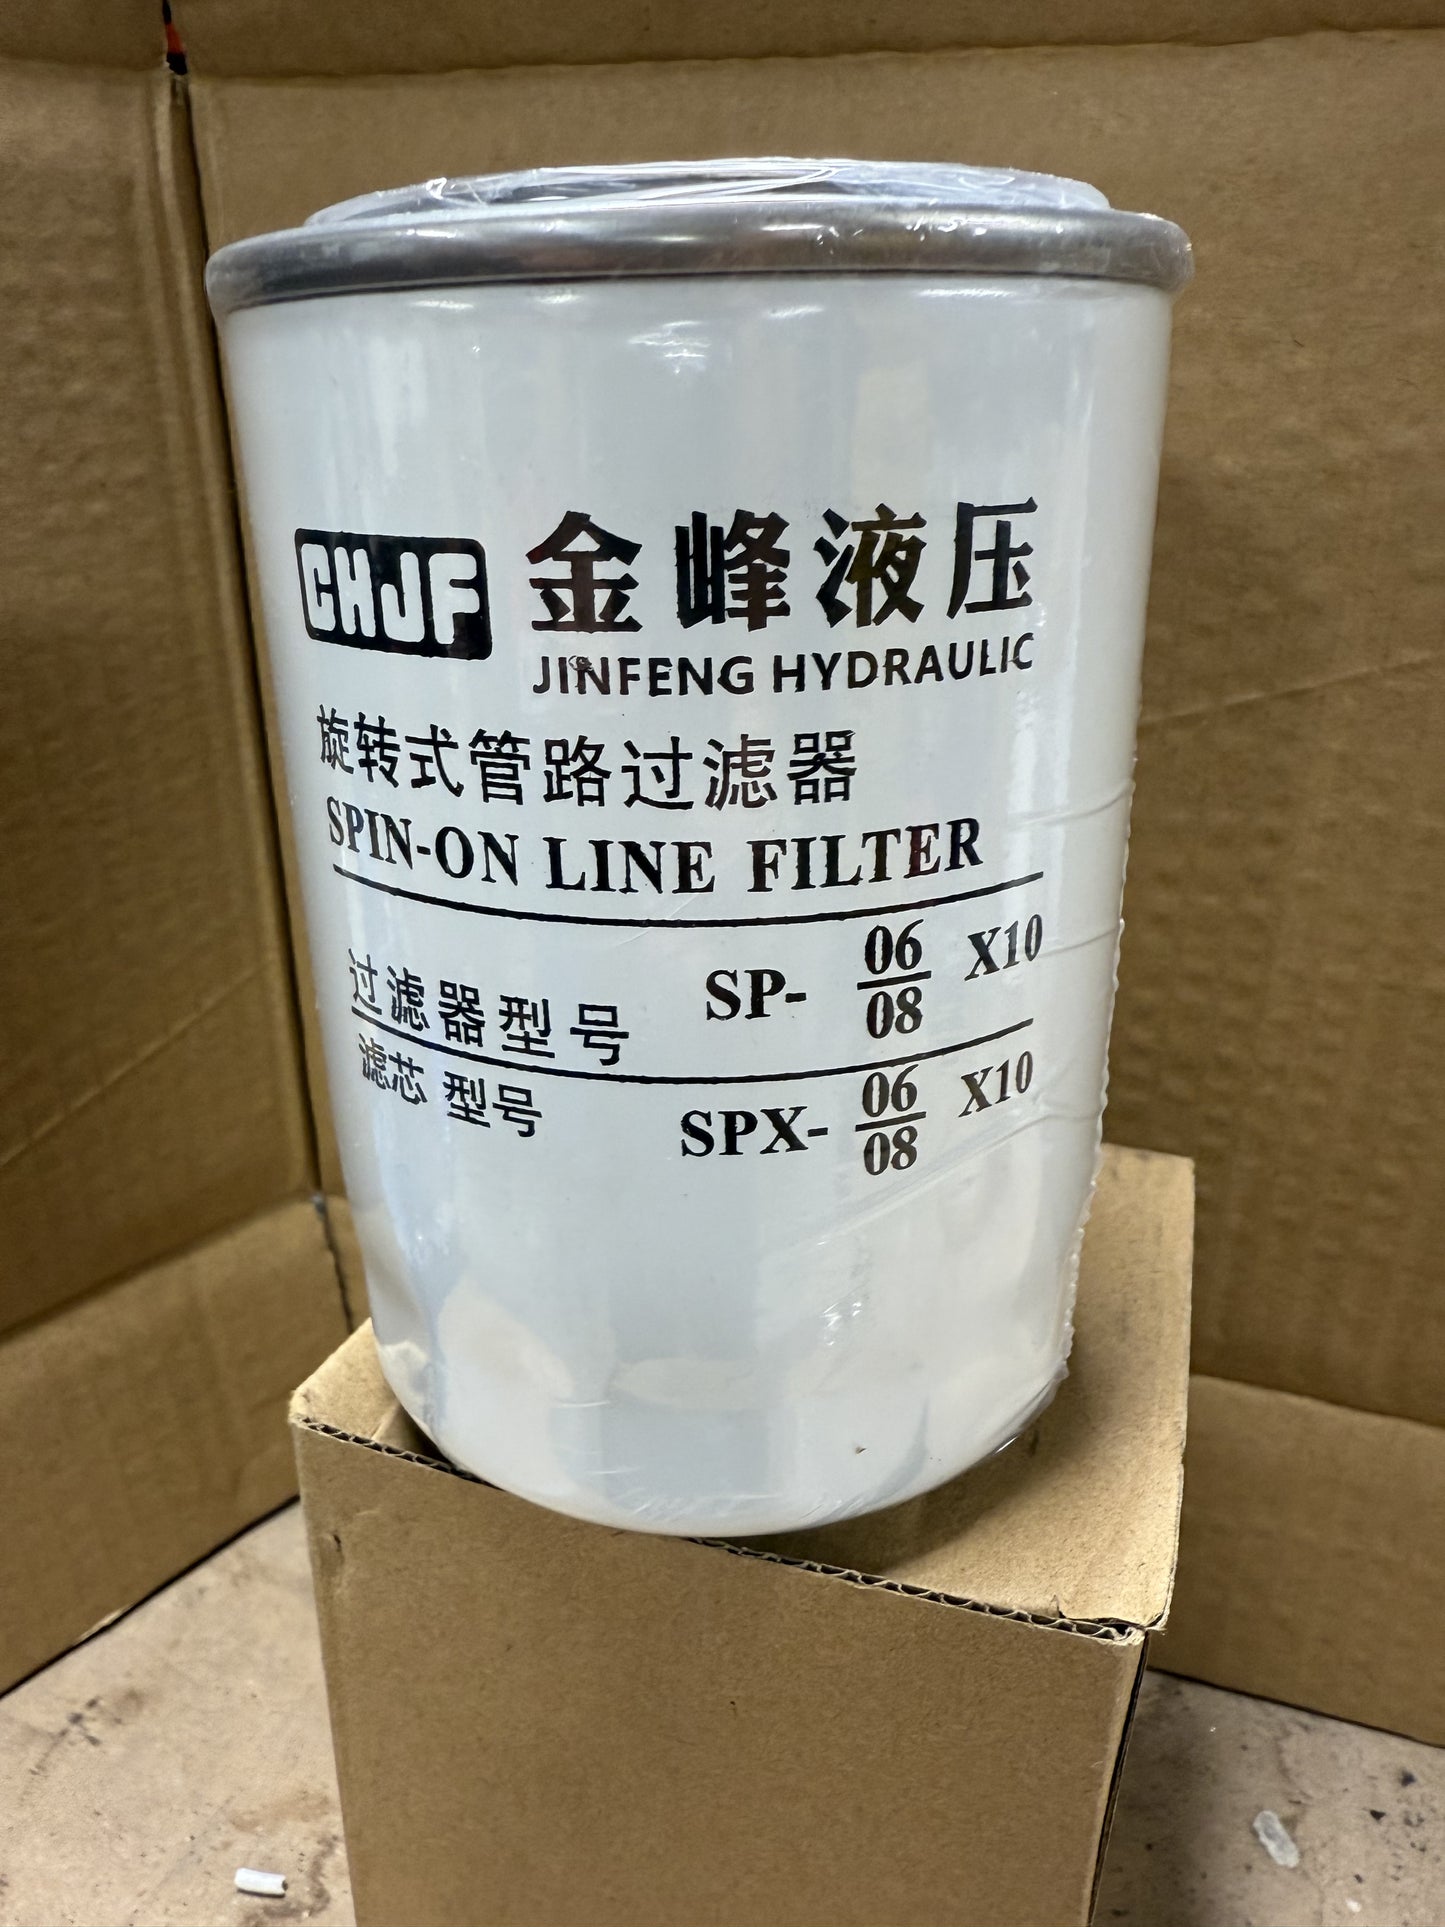 CHJF 金峰液压
JINFENG HYDRAULIC
旋转式管路过滤器
SPIN-ON LINE FILTER
过滤器型号 SP-06/08 X10
滤芯型号 SPX-06/08 X10